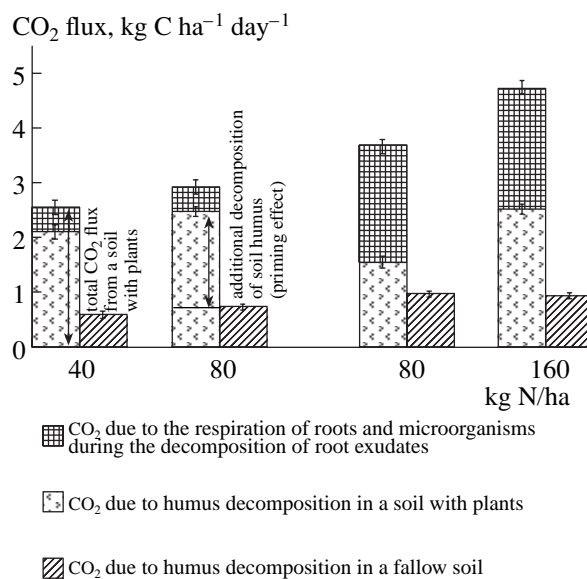 CO₂ flux, kg C ha⁻¹ day⁻¹
5
4
3
2
1
0
total CO₂ flux
from a soil
with plants
additional decomposition
of soil humus
(priming effect)
40
80
80
160
kg N/ha
CO₂ due to the respiration of roots and microorganisms
during the decomposition of root exudates
CO₂ due to humus decomposition in a soil with plants
CO₂ due to humus decomposition in a fallow soil